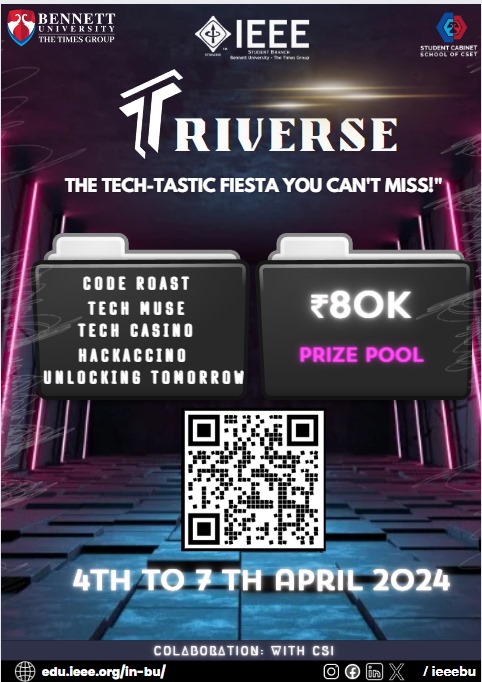 BENNETT
UNIVERSITY
THE TIMES GROUP
IEEE
STUDENT BRANCH
Bennett University - The Times Group
STUDENT CABINET
SCHOOL OF CSET
TRIVERSE
THE TECH-TASTIC FIESTA YOU CAN'T MISS!"
CODE ROAST
TECH MUSE
TECH CASINO
HACKACCINO
UNLOCKING TOMORROW
₹80K
PRIZE POOL
4TH TO 7 TH APRIL 2024
COLABORATION: WITH CSI
edu.ieee.org/in-bu/
/ ieeebu